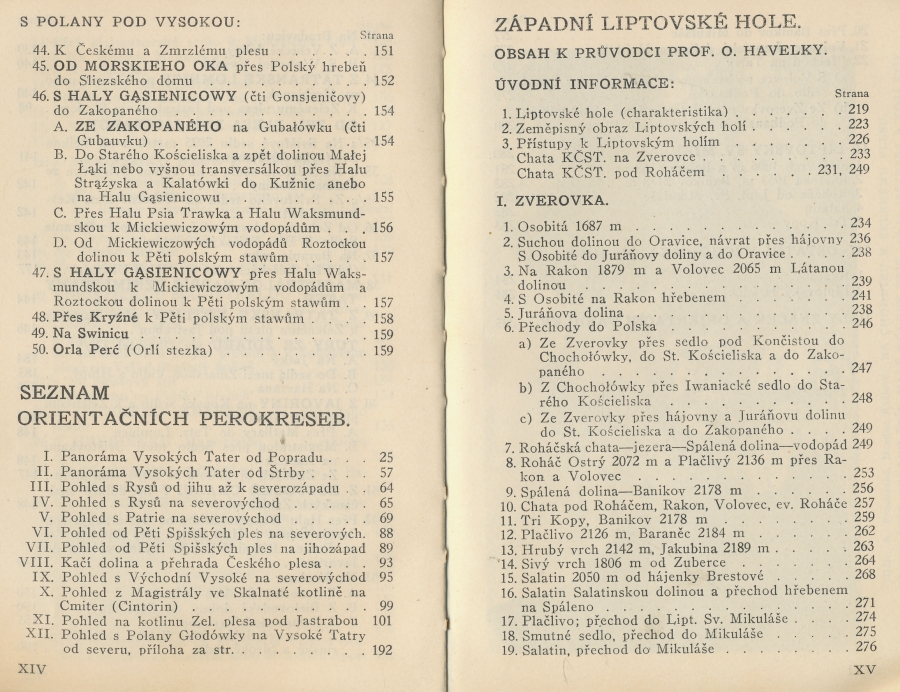 S POLANY POD VYSOKOU:
Strana
44. K Českému a Zmrzlému plesu . . . . . . 151
45. OD MORSKIEHO OKA přes Polský hrebeň
do Sliezského domu . . . . . . . . . 152
46. S HALY GĄSIENICOWY (čti Gonsjeničovy)
do Zakopaného . . . . . . . . . . 154
A. ZE ZAKOPANÉHO na Gubałówku (čti
Gubauvku) . . . . . . . . . . 154
B. Do Starého Kościeliska a zpět dolinou Małej
Łąki nebo vyšnou transversálkou přes Halu
Strążyska a Kalatówki do Kužnic anebo
na Halu Gąsienicowu . . . . . . . 155
C. Přes Halu Psia Trawka a Halu Waksmund-
skou k Mickiewiczowým vodopádům . . . 156
D. Od Mickiewiczowých vodopádů Roztockou
dolinou k Pěti polským stawům . . . . 157
47. S HALY GĄSIENICOWY přes Halu Waks-
mundskou k Mickiewiczowým vodopádům a
Roztockou dolinou k Pěti polským stawům . . 157
48. Přes Kryźné k Pěti polským stawům . . . . 158
49. Na Swinicu . . . . . . . . . . . 159
50. Orla Perć (Orlí stezka) . . . . . . . . 159
SEZNAM
ORIENTAČNÍCH PEROKRESEB.
I. Panoráma Vysokých Tater od Popradu . . . 25
II. Panoráma Vysokých Tater od Štrby . . . . 57
III. Pohled s Rysů od jihu až k severozápadu . . 64
IV. Pohled s Rysů na severovýchod . . . . . 65
V. Pohled s Patrie na severovýchod . . . . . 69
VI. Pohled od Pěti Spišských ples na severových. 88
VII. Pohled od Pěti Spišských ples na jihozápad 89
VIII. Kačí dolina a přehrada Českého plesa . . . 93
IX. Pohled s Východní Vysoké na severovýchod 95
X. Pohled z Magistrály ve Skalnaté kotlině na
Cmiter (Cintorin) . . . . . . . . . 99
XI. Pohled na kotlinu Zel. plesa pod Jastrabou 101
XII. Pohled s Polany Głodówky na Vysoké Tatry
od severu, příloha za str. . . . . . . . 192
XIV
ZÁPADNÍ LIPTOVSKÉ HOLE.
OBSAH K PRŮVODCI PROF. O. HAVELKY.
ÚVODNÍ INFORMACE:
Strana
1. Liptovské hole (charakteristika) . . . . . . 219
2. Zeměpisný obraz Liptovských holí . . . . . 223
3. Přístupy k Liptovským holím . . . . . . 226
Chata KČST. na Zverovce . . . . . . . 233
Chata KČST. pod Roháčem . . . . . . 231, 249
I. ZVEROVKA.
1. Osobitá 1687 m . . . . . . . . . . 234
2. Suchou dolinou do Oravice, návrat přes hájovny 236
S Osobité do Juráňovy doliny a do Oravice . . . . 238
3. Na Rakon 1879 m a Volovec 2065 m Látanou
dolinou . . . . . . . . . . . . 239
4. S Osobité na Rakon hřebenem . . . . . . 241
5. Juráňova dolina . . . . . . . . . . 238
6. Přechody do Polska . . . . . . . . . 246
a) Ze Zverovky přes sedlo pod Končistou do
Chochołówky, do St. Kościeliska a do Zako-
paného . . . . . . . . . . . 247
b) Z Chochołówky přes Iwaniacké sedlo do Sta-
rého Kościeliska . . . . . . . . 248
c) Ze Zverovky přes hájovny a Juráňovu dolinu
do St. Kościeliska a do Zakopaného . . . . 249
7. Roháčská chata—jezera—Spálená dolina—vodopád 249
8. Roháč Ostrý 2072 m a Plačlivý 2136 m přes Ra-
kon a Volovec . . . . . . . . . . 253
9. Spálená dolina—Banikov 2178 m . . . . . 256
10. Chata pod Roháčem, Rakon, Volovec, ev. Roháče 257
11. Tri Kopy, Banikov 2178 m . . . . . . . 259
12. Plačlivo 2126 m, Baraněc 2184 m . . . . . 262
13. Hrubý vrch 2142 m, Jakubina 2189 m . . . . 263
14. Sivý vrch 1806 m od Zuberce . . . . . . 264
15. Salatin 2050 m od hájenky Brestové . . . . . 268
16. Salatin Salatinskou dolinou a přechod hřebenem
na Spáleno . . . . . . . . . . . 271
17. Plačlivo; přechod do Lipt. Sv. Mikuláše . . . . 274
18. Smutné sedlo, přechod do Mikuláše . . . . . 275
19. Salatin, přechod do Mikuláše . . . . . . . 276
XV